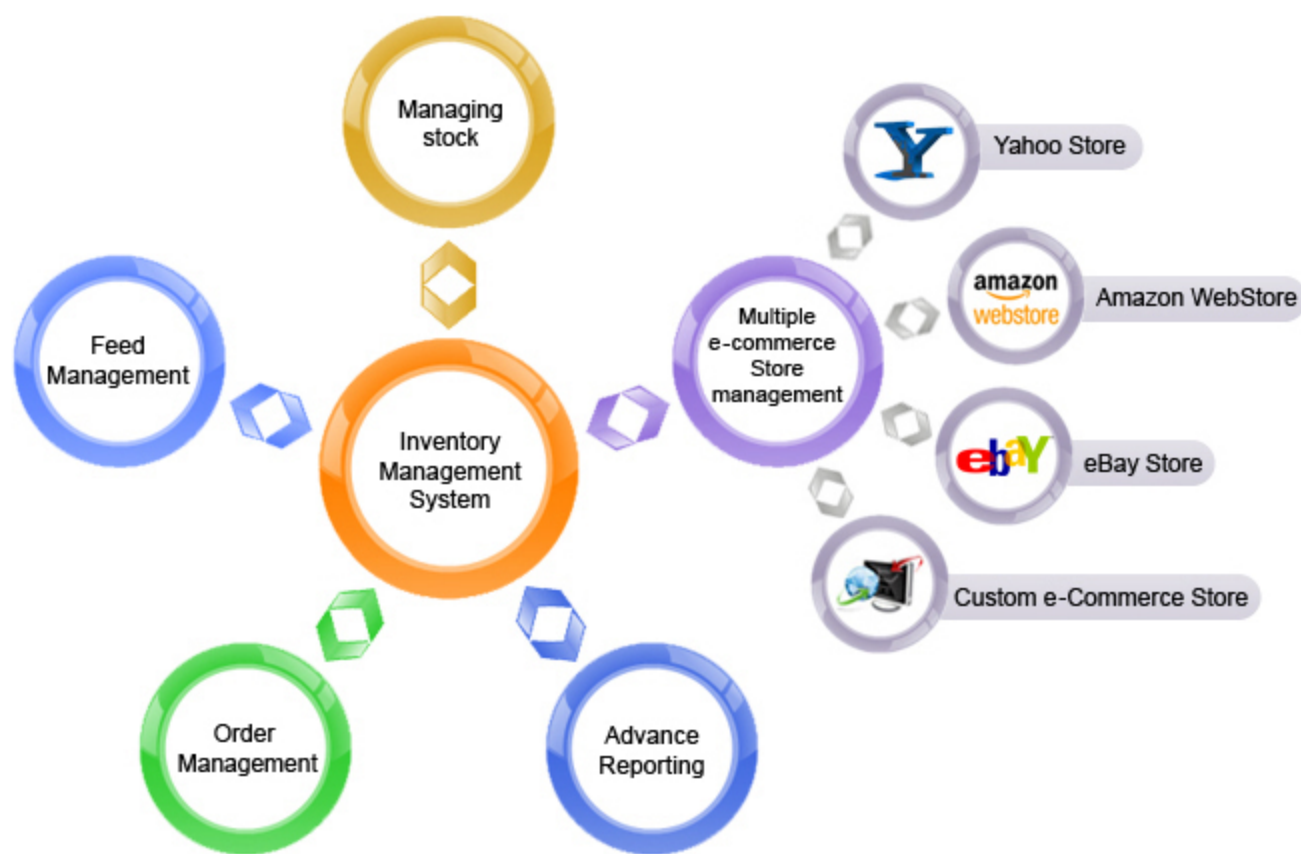 Managing
stock
Feed
Management
Inventory
Management
System
Multiple
e-commerce
Store
management
Y
Yahoo Store
amazon
webstore
Amazon WebStore
ebaY
eBay Store
Custom e-Commerce Store
Order
Management
Advance
Reporting